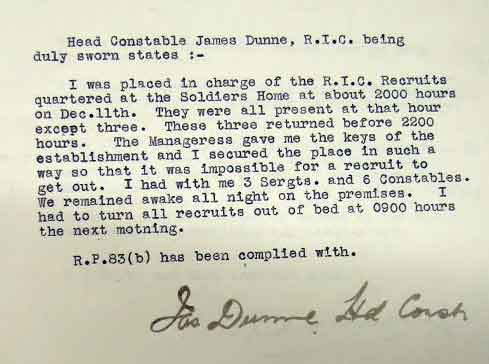 Head Constable James Dunne, R.I.C. being
duly sworn states :-
I was placed in charge of the R.I.C. Recruits
quartered at the Soldiers Home at about 2000 hours
on Dec.11th. They were all present at that hour
except three. These three returned before 2200
hours. The Manageress gave me the keys of the
establishment and I secured the place in such a
way so that it was impossible for a recruit to
get out. I had with me 3 Sergts. and 6 Constables.
We remained awake all night on the premises. I
had to turn all recruits out of bed at 0900 hours
the next motning.
R.P.83(b) has been complied with.
Jas Dunne Hd Const